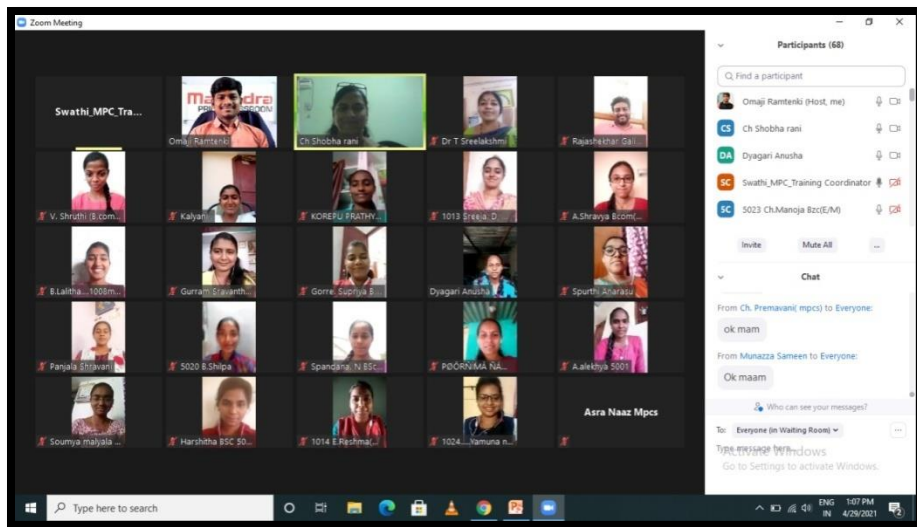 Zoom Meeting
Participants (68)
Find a participant
Omaji Ramtenki (Host, me)
CS Ch Shobha rani
DA Dyagari Anusha
SC Swathi_MPC_Training Coordinator
5C 5023 Ch.Manoja Bzc(E/M)
Invite Mute All ...
Chat
From Ch. Premavani( mpcs) to Everyone:
ok mam
From Munazza Sameen to Everyone:
Ok maam
Who can see your messages?
To: Everyone (in Waiting Room)
Type message here...
Activate Windows
Go to Settings to activate Windows.
Swathi_MPC_Tra...
Omaji Ramtenki
Ch Shobha rani
Dr T Sreelakshmi
Rajashekhar Gali...
V. Shruthi (B.com...
Kalyani
KOREPU PRATHY...
1013 Sreeja. D
A.Shravya Bcom(...
B.Lalitha...1008m...
Gurram Sravanth...
Gorre Supriya B...
Dyagari Anusha
Spurthi Anarasu
Panjala Shravani
5020 B.Shilpa
Spandana. N BSc...
POORNIMA NA...
A.alekhya 5001
Soumya malyala ...
Harshitha BSC 50...
1014 E.Reshma(...
1024.....Yamuna n...
Asra Naaz Mpcs
Type here to search
ENG 1:07 PM
IN 4/29/2021